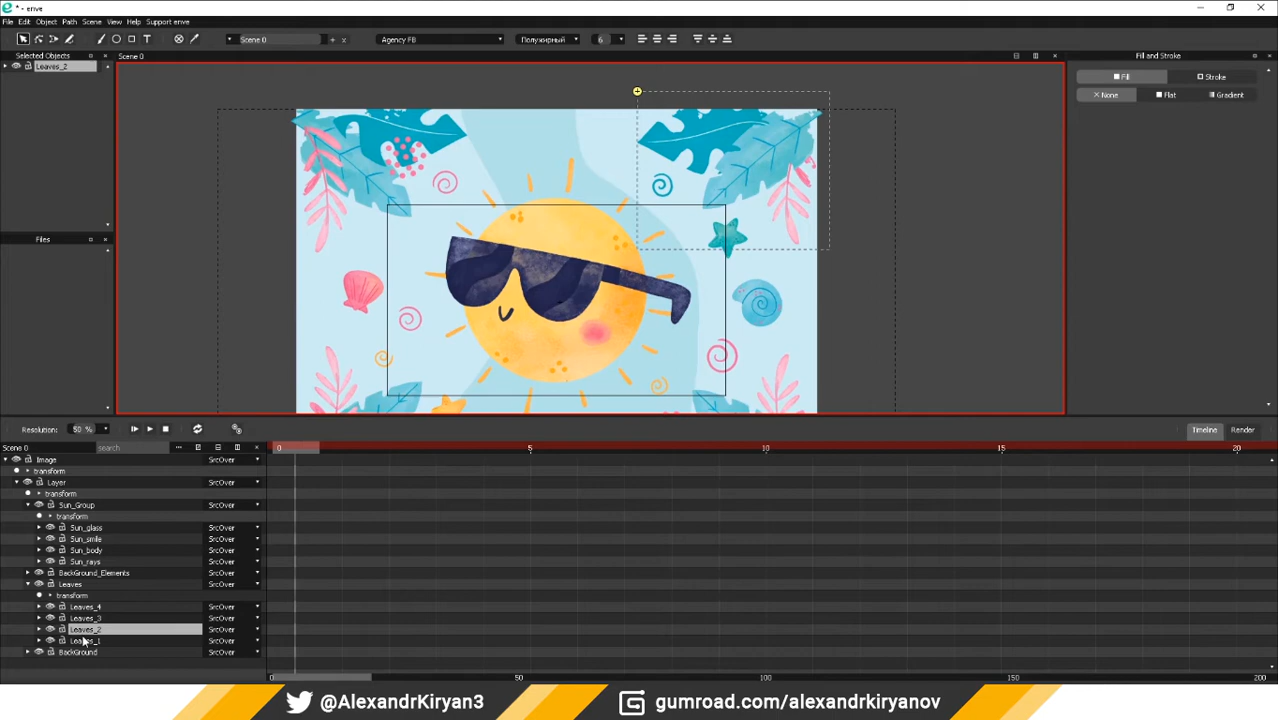 * - enve
File Edit Object Path Scene View Help Support enve
Scene 0 + x Agency FB Полужирный 6
Selected Objects Scene 0 Fill and Stroke
Leaves_2
Fill Stroke
None Flat Gradient
Files
Resolution: 50 % Timeline Render
Scene 0 search 0 5 10 15 20
Image SrcOver
transform
Layer SrcOver
transform
Sun_Group SrcOver
transform
Sun_glass SrcOver
Sun_smile SrcOver
Sun_body SrcOver
Sun_rays SrcOver
BackGround_Elements SrcOver
Leaves SrcOver
transform
Leaves_4 SrcOver
Leaves_3 SrcOver
Leaves_2 SrcOver
Leaves_1 SrcOver
BackGround SrcOver
0 50 100 150 200
@AlexandrKiryan3 gumroad.com/alexandrkiryanov